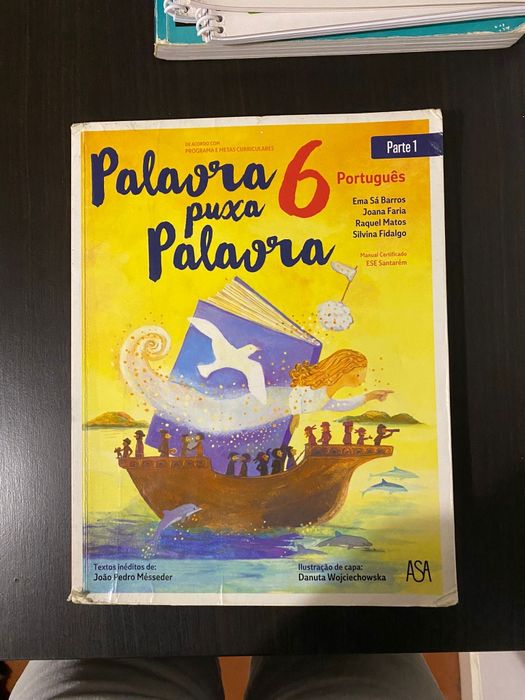 DE ACORDO COM
PROGRAMA E METAS CURRICULARES
Parte 1
Palavra
puxa
Palavra
6
Português
Ema Sá Barros
Joana Faria
Raquel Matos
Silvina Fidalgo
Manual Certificado
ESE Santarém
Textos inéditos de:
João Pedro Mésseder
Ilustração de capa:
Danuta Wojciechowska
ASA